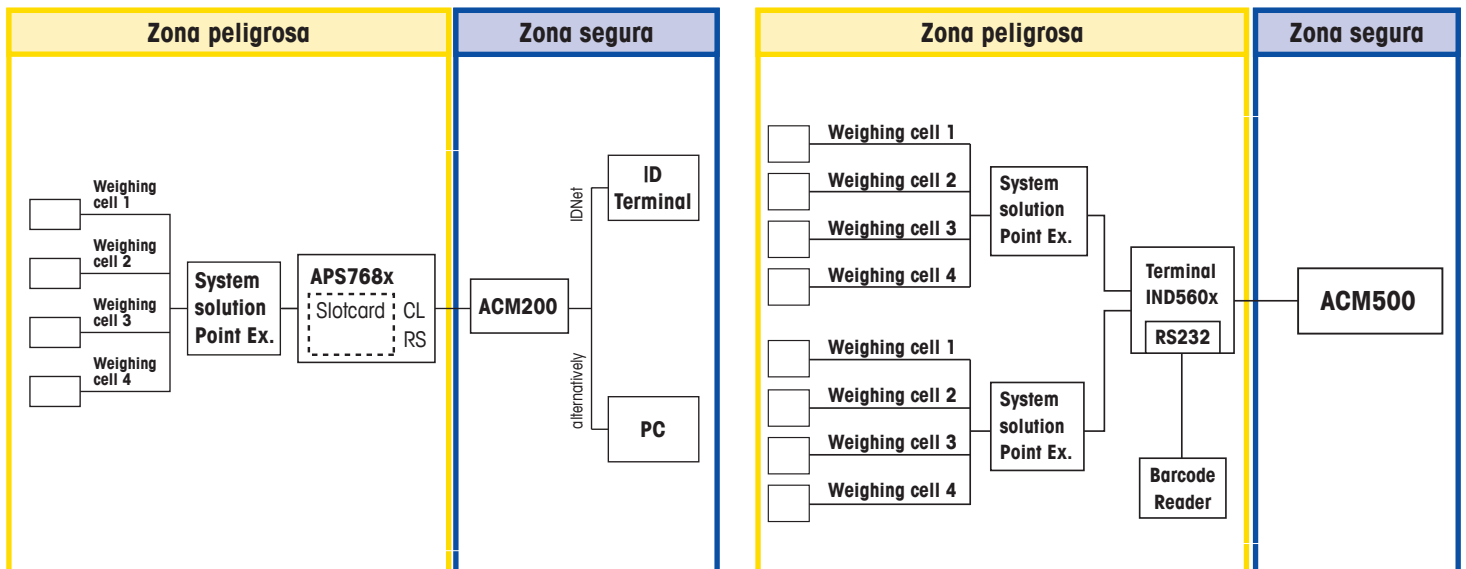 Zona peligrosa
Zona segura
Weighing
cell 1
Weighing
cell 2
Weighing
cell 3
Weighing
cell 4
System
solution
Point Ex.
APS768x
Slotcard
CL
RS
ACM200
IDNet
alternatively
ID
Terminal
PC
Zona peligrosa
Zona segura
Weighing cell 1
Weighing cell 2
Weighing cell 3
Weighing cell 4
System
solution
Point Ex.
Weighing cell 1
Weighing cell 2
Weighing cell 3
Weighing cell 4
System
solution
Point Ex.
Terminal
IND560x
RS232
Barcode
Reader
ACM500